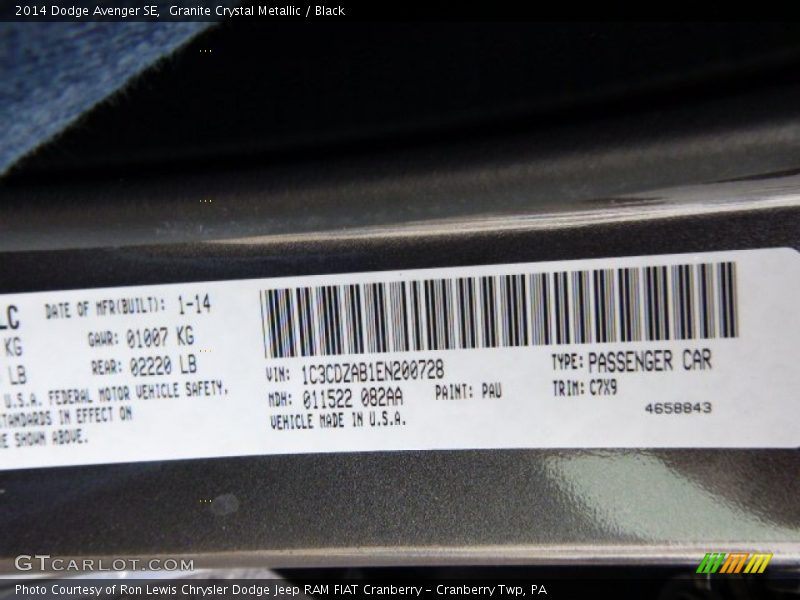 2014 Dodge Avenger SE,  Granite Crystal Metallic / Black
LC DATE OF MFR(BUILT): 1-14
KG GAWR: 01007 KG
LB REAR: 02220 LB
U.S.A. FEDERAL MOTOR VEHICLE SAFETY,
STANDARDS IN EFFECT ON
SHOWN ABOVE.
VIN: 1C3CDZAB1EN200728 TYPE: PASSENGER CAR
MDH: 011522 082AA PAINT: PAU TRIM: C7X9
VEHICLE MADE IN U.S.A. 4658843
GTCARLOT.COM
Photo Courtesy of Ron Lewis Chrysler Dodge Jeep RAM FIAT Cranberry - Cranberry Twp, PA